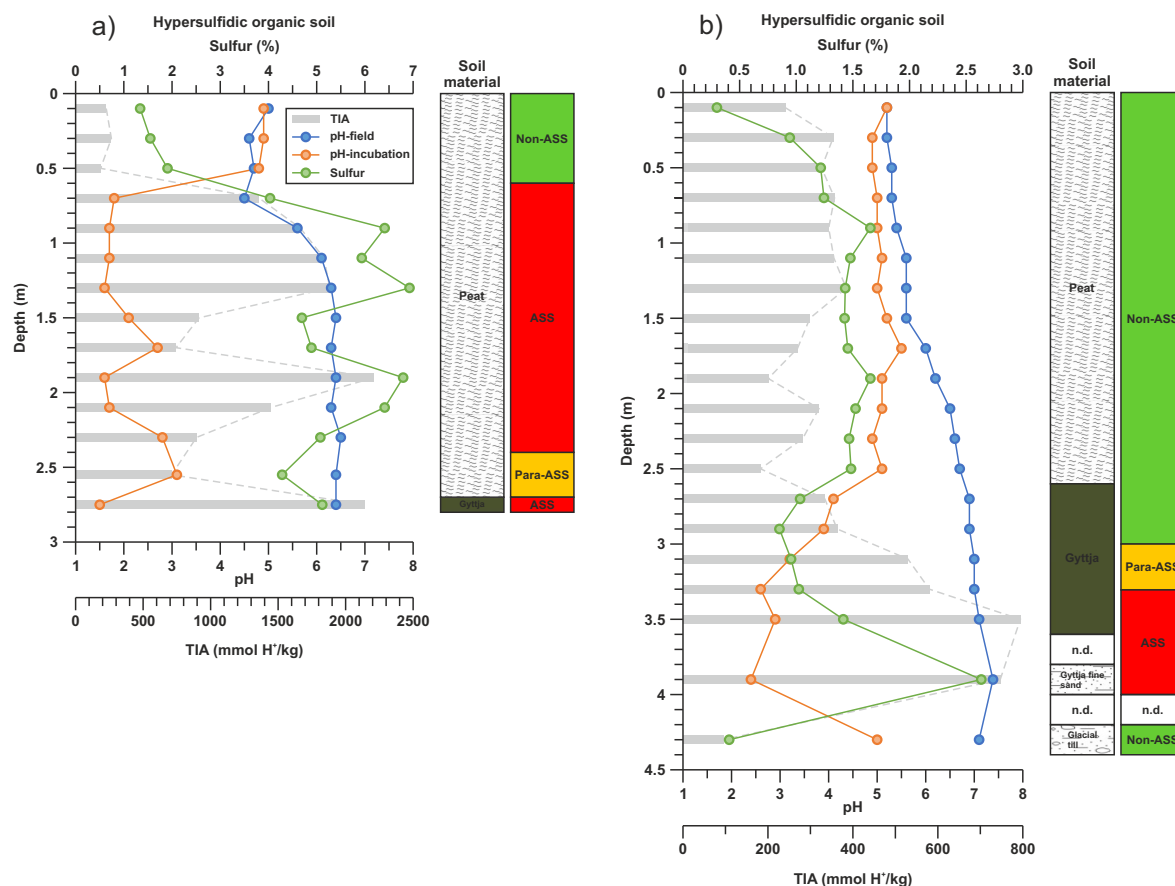 a)
Hypersulfidic organic soil
Sulfur (%)
0 1 2 3 4 5 6 7
Soil
material
0
0.5
1
1.5
2
2.5
3
Depth (m)
TIA
pH-field
pH-incubation
Sulfur
Peat
Gyttja
Non-ASS
ASS
Para-ASS
ASS
1 2 3 4 5 6 7 8
pH
0 500 1000 1500 2000 2500
TIA (mmol H⁺/kg)
b)
Hypersulfidic organic soil
Sulfur (%)
0 0.5 1.0 1.5 2.0 2.5 3.0
Soil
material
0
0.5
1
1.5
2
2.5
3
3.5
4
4.5
Depth (m)
Peat
Gyttja
n.d.
Gyttja fine
sand
n.d.
Glacial
till
Non-ASS
Para-ASS
ASS
n.d.
Non-ASS
1 2 3 4 5 6 7 8
pH
0 200 400 600 800
TIA (mmol H⁺/kg)